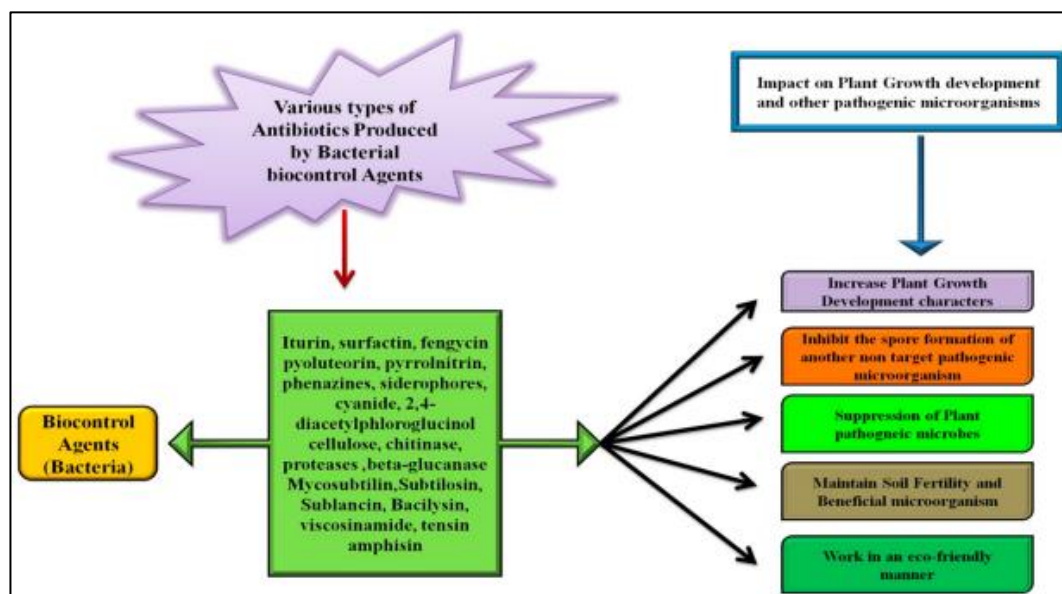 Various types of
Antibiotics Produced
by Bacterial
biocontrol Agents
Impact on Plant Growth development
and other pathogenic microorganisms
Iturin, surfactin, fengycin
pyoluteorin, pyrrolnitrin,
phenazines, siderophores,
cyanide, 2,4-
diacetylphloroglucinol
cellulose, chitinase,
proteases ,beta-glucanase
Mycosubtilin,Subtilosin,
Sublancin, Bacilysin,
viscosinamide, tensin
amphisin
Biocontrol
Agents
(Bacteria)
Increase Plant Growth
Development characters
Inhibit the spore formation of
another non target pathogenic
microorganism
Suppression of Plant
pathogneic microbes
Maintain Soil Fertility and
Beneficial microorganism
Work in an eco-friendly
manner